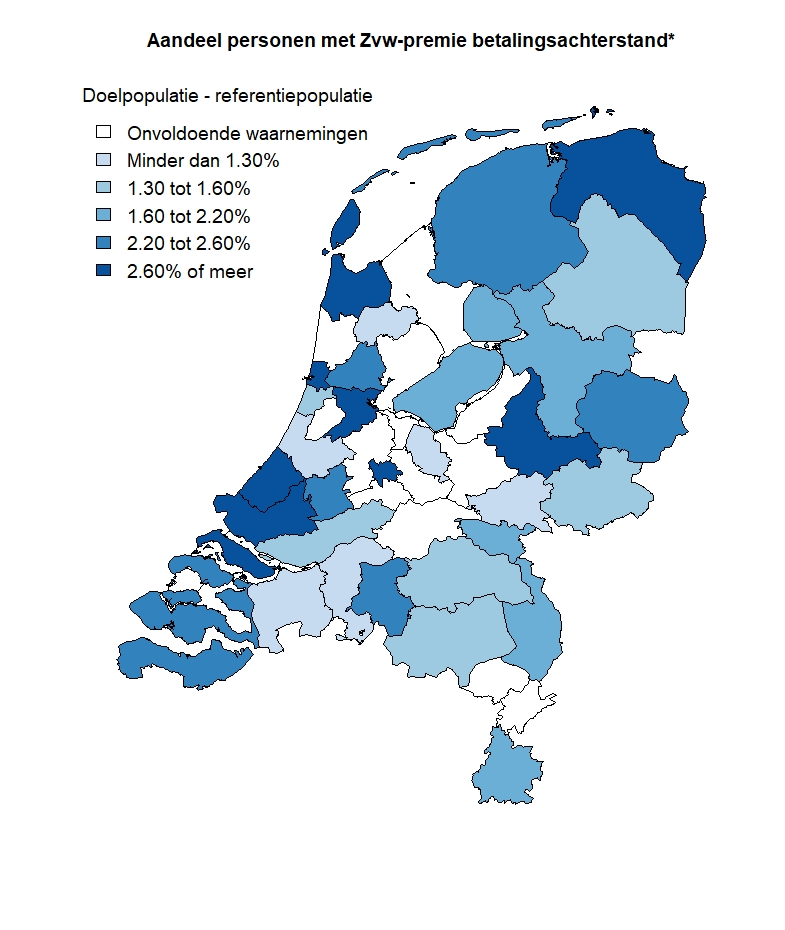 Aandeel personen met Zvw-premie betalingsachterstand*
Doelpopulatie - referentiepopulatie
Onvoldoende waarnemingen
Minder dan 1.30%
1.30 tot 1.60%
1.60 tot 2.20%
2.20 tot 2.60%
2.60% of meer